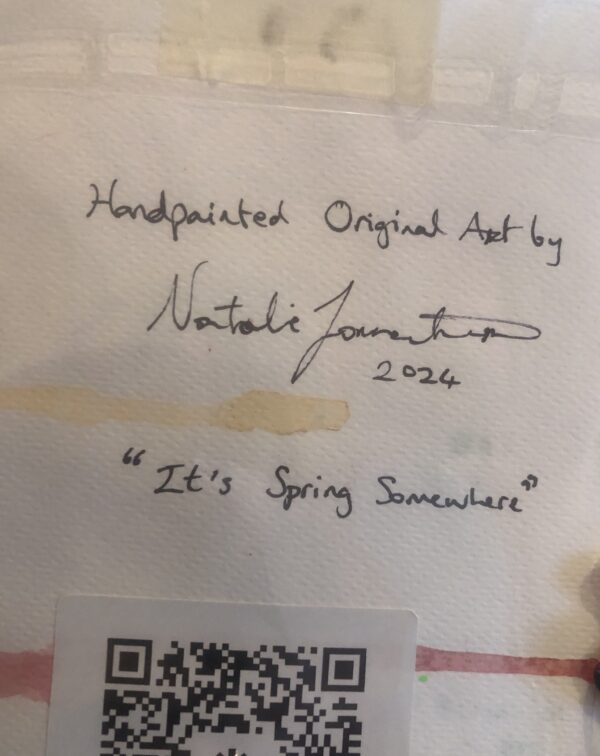 Handpainted Original Art by
Natalie
2024
“It's Spring Somewhere”